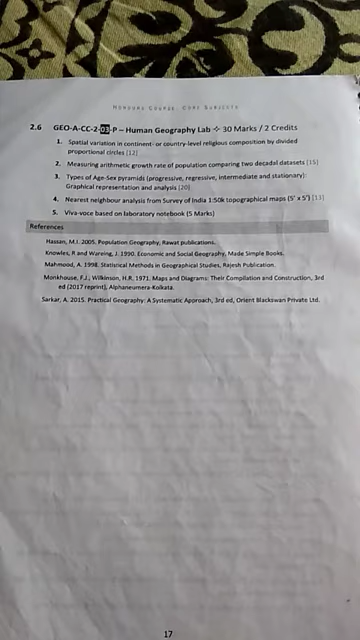 HONOURS COURSE: CORE SUBJECTS
2.6 GEO-A-CC-2-03-P – Human Geography Lab ✧ 30 Marks / 2 Credits
1. Spatial variation in continent- or country-level religious composition by divided
proportional circles [12]
2. Measuring arithmetic growth rate of population comparing two decadal datasets [15]
3. Types of Age-Sex pyramids (progressive, regressive, intermediate and stationary):
Graphical representation and analysis [20]
4. Nearest neighbour analysis from Survey of India 1:50k topographical maps (5' x 5') [13]
5. Viva-voce based on laboratory notebook (5 Marks)
References
Hassan, M.I. 2005. Population Geography, Rawat publications.
Knowles, R and Wareing, J. 1990. Economic and Social Geography, Made Simple Books.
Mahmood, A. 1998. Statistical Methods in Geographical Studies, Rajesh Publication.
Monkhouse, F.J., Wilkinson, H.R. 1971. Maps and Diagrams: Their Compilation and Construction, 3rd
ed (2017 reprint), Alphaneumera-Kolkata.
Sarkar, A. 2015. Practical Geography: A Systematic Approach, 3rd ed, Orient Blackswan Private Ltd.
17